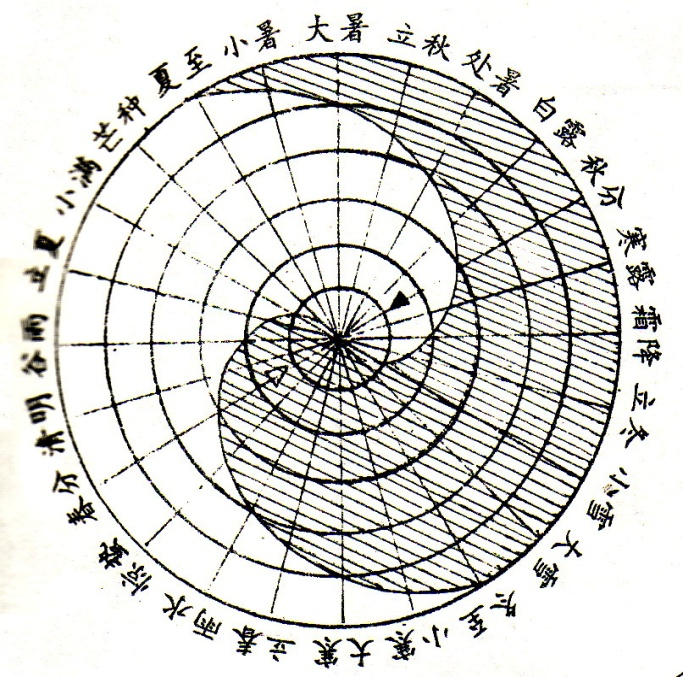 立春
雨水
惊蛰
春分
清明
谷雨
立夏
小满
芒种
夏至
小暑
大暑
立秋
处暑
白露
秋分
寒露
霜降
立冬
小雪
大雪
冬至
小寒
大寒